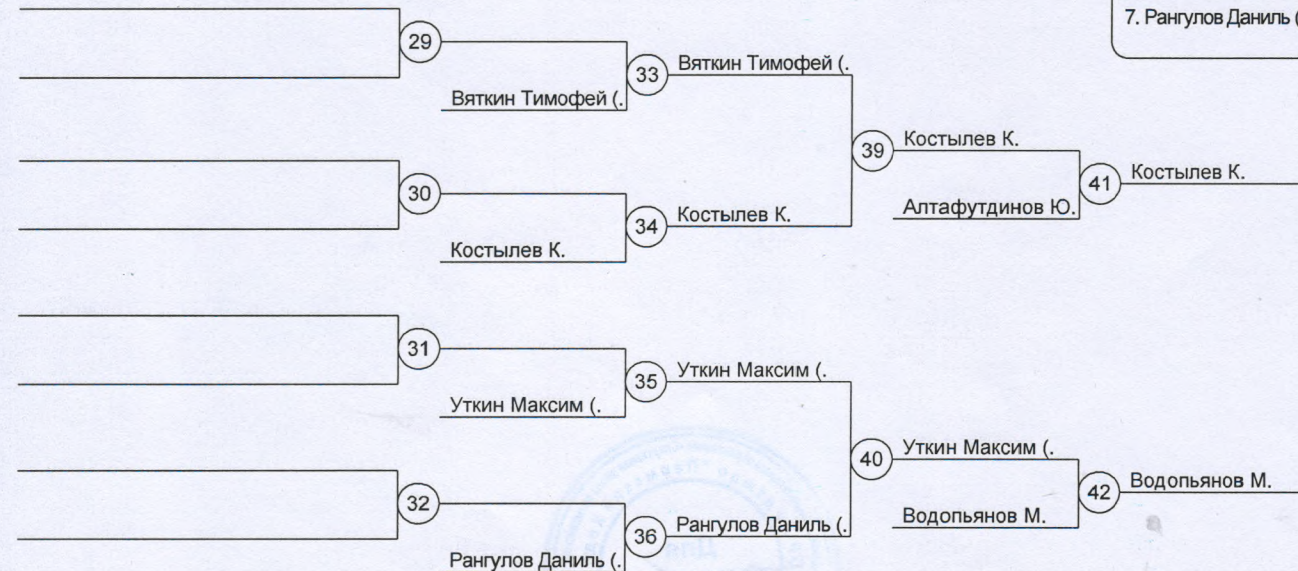 7. Рангулов Даниль (
29
Вяткин Тимофей (.
33
Вяткин Тимофей (.
30
Костылев К.
34
Костылев К.
39
Костылев К.
Алтафутдинов Ю.
41
Костылев К.
31
Уткин Максим (.
35
Уткин Максим (.
32
Рангулов Даниль (.
36
Рангулов Даниль (.
40
Уткин Максим (.
Водопьянов М.
42
Водопьянов М.